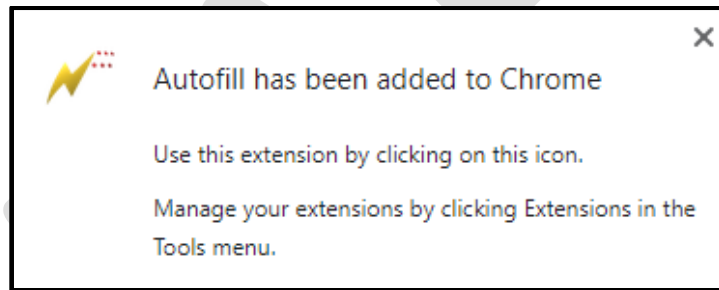 Autofill has been added to Chrome
Use this extension by clicking on this icon.
Manage your extensions by clicking Extensions in the
Tools menu.